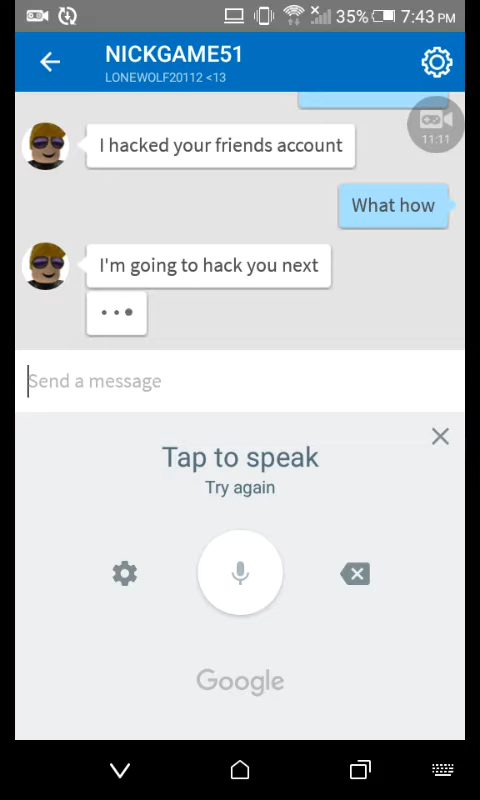 35% 7:43 PM
NICKGAME51
LONEWOLF20112 <13
11:11
I hacked your friends account
What how
I'm going to hack you next
Send a message
Tap to speak
Try again
Google